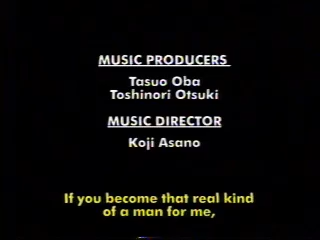 MUSIC PRODUCERS
Tasuo Oba
Toshinori Otsuki
MUSIC DIRECTOR
Koji Asano
If you become that real kind
of a man for me,